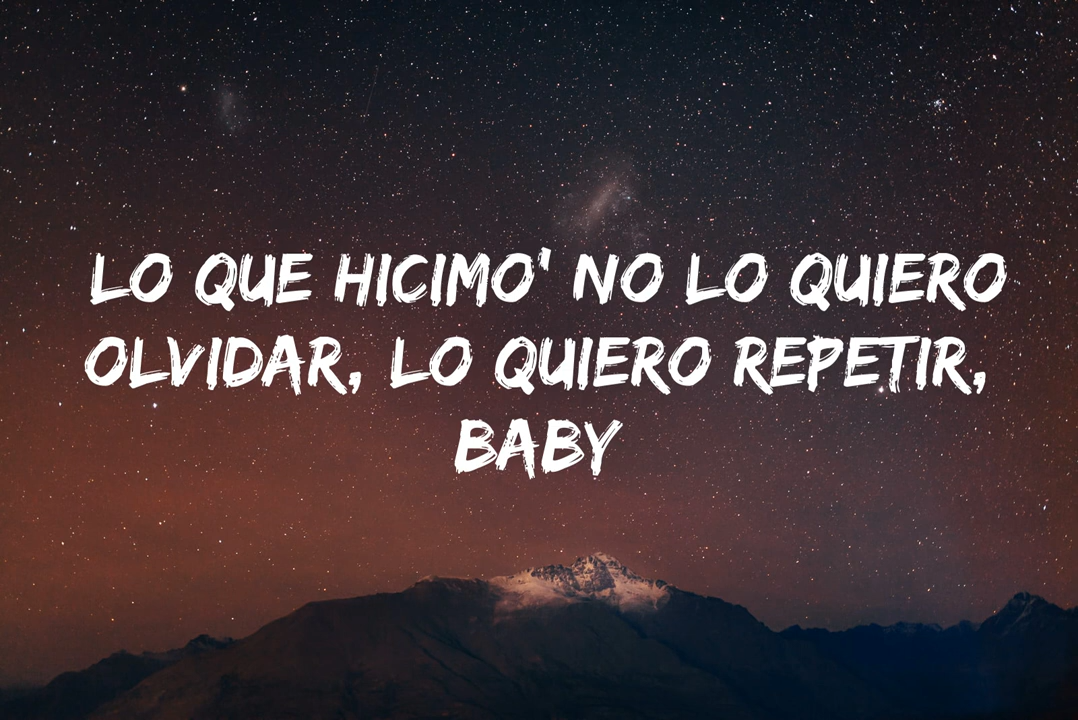 LO QUE HICIMO' NO LO QUIERO
OLVIDAR, LO QUIERO REPETIR,
BABY